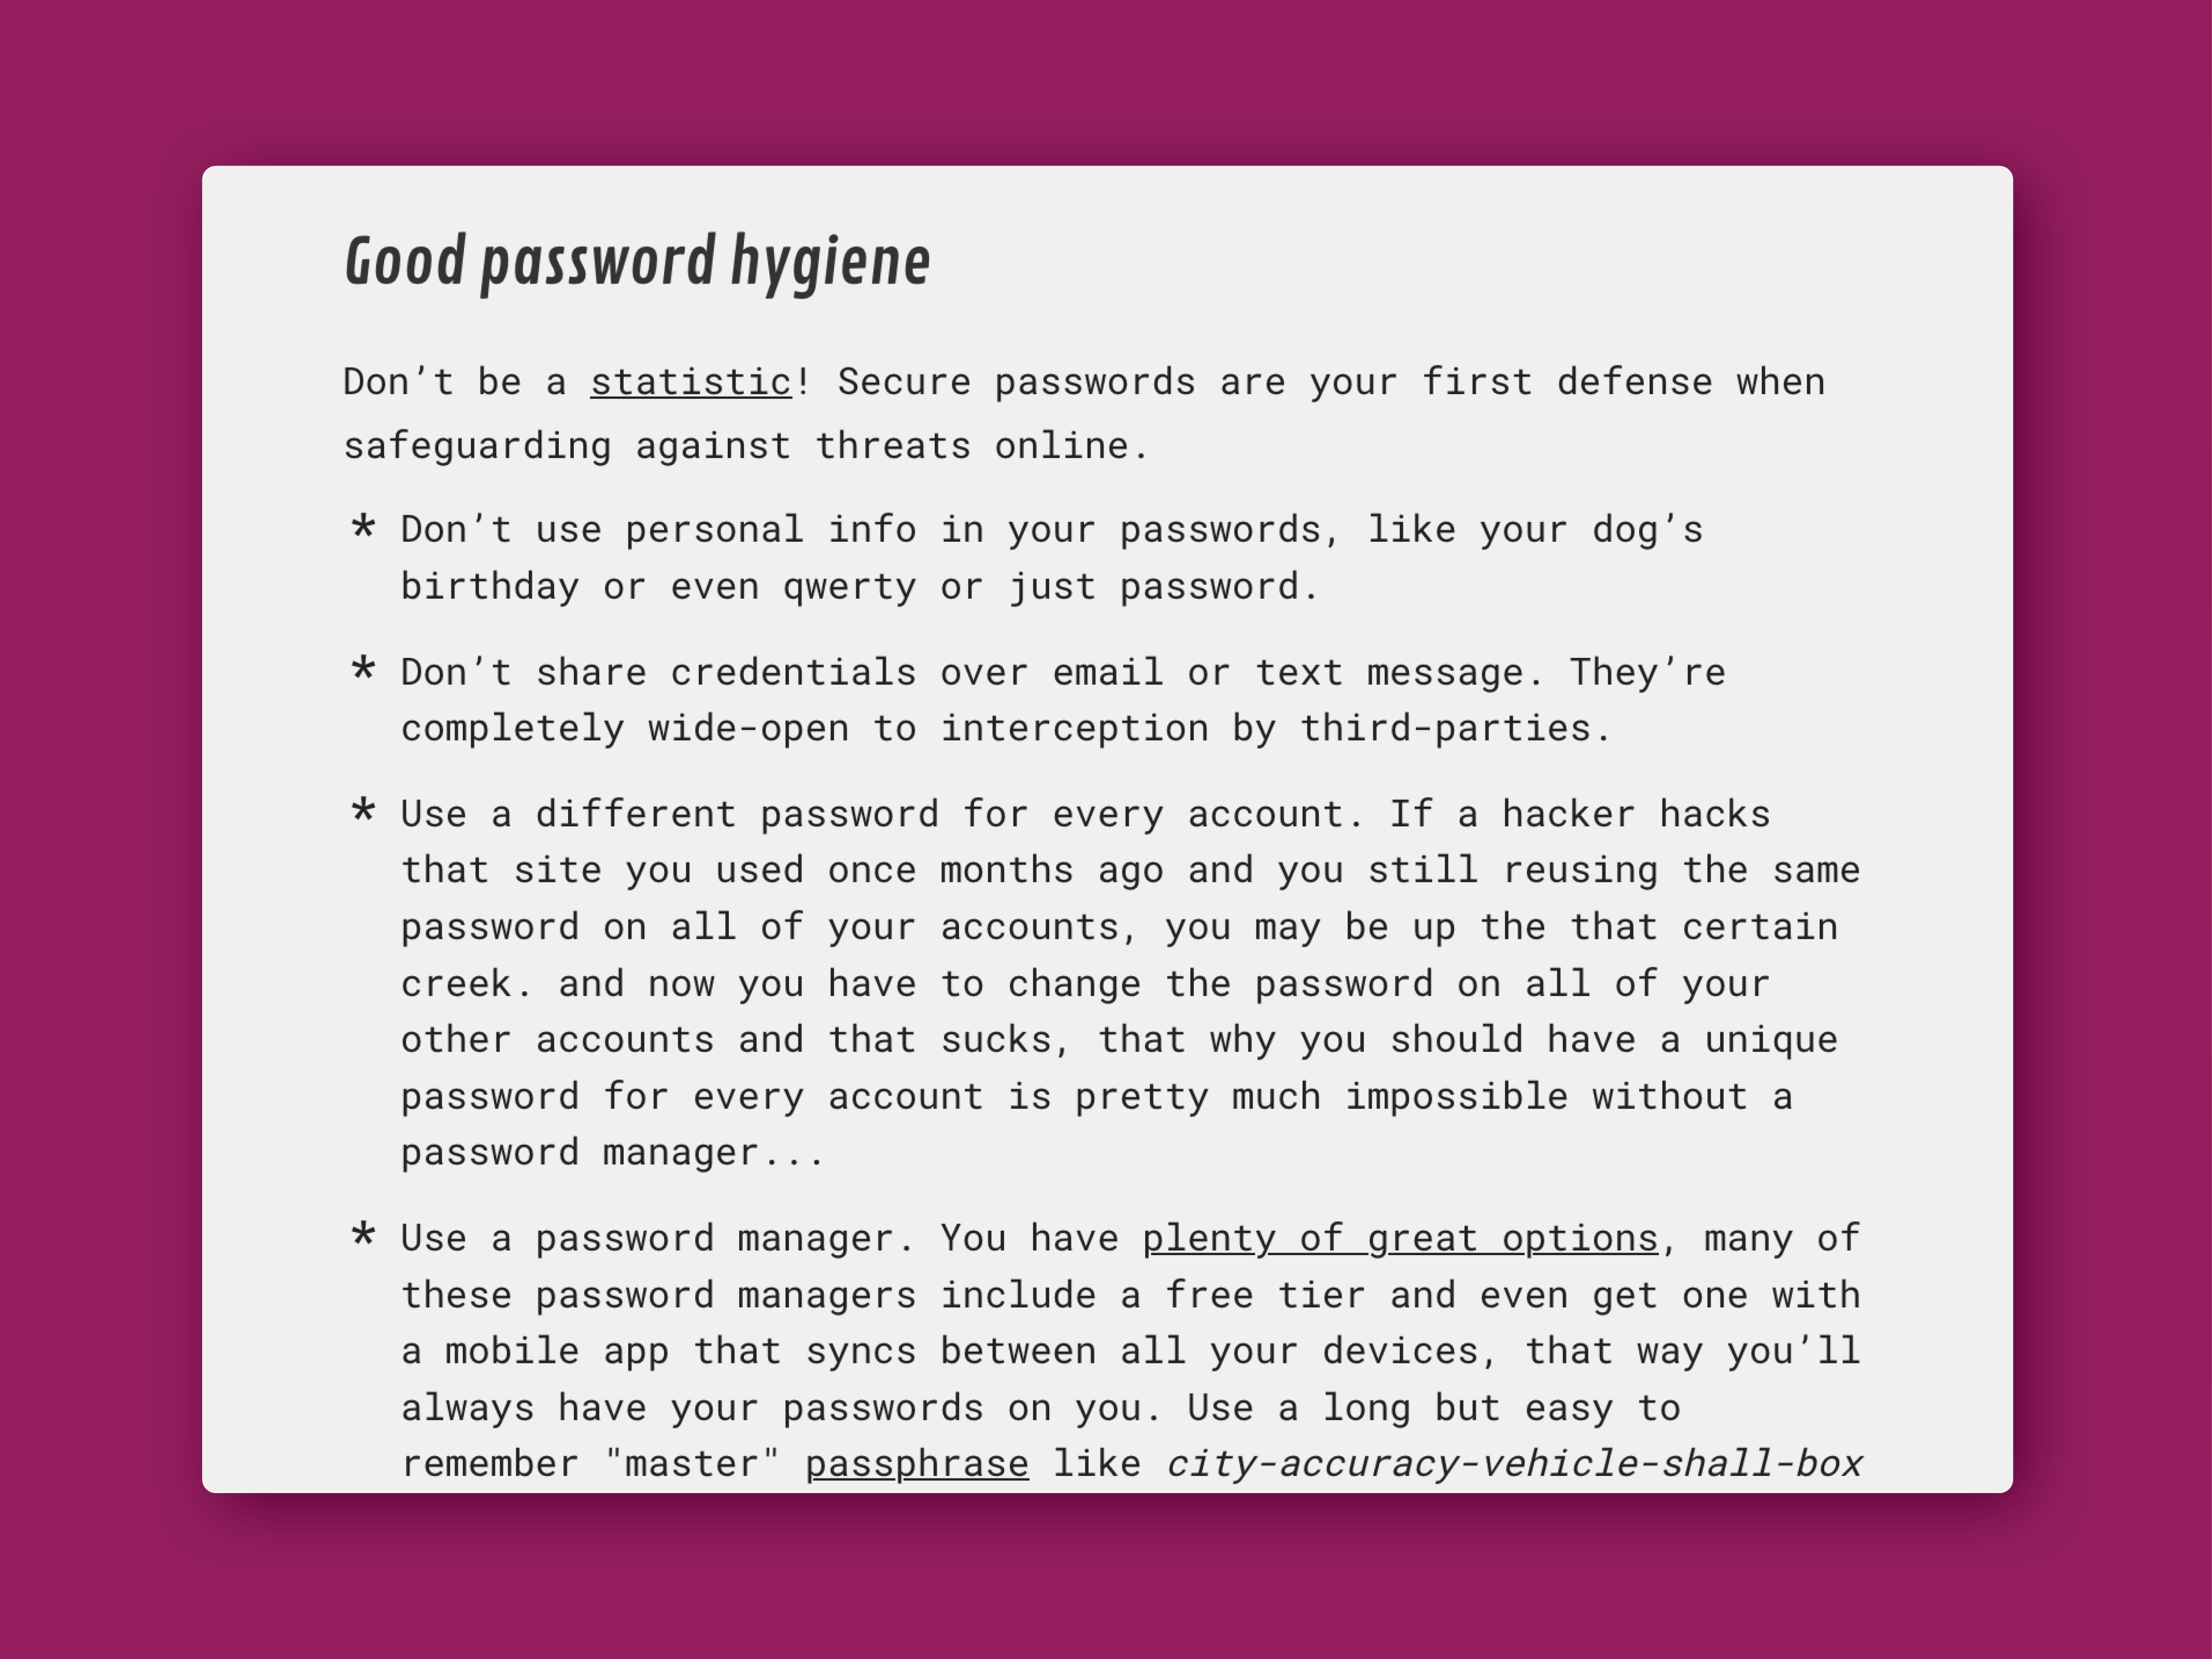 Good password hygiene
Don’t be a statistic! Secure passwords are your first defense when
safeguarding against threats online.
* Don’t use personal info in your passwords, like your dog’s
birthday or even qwerty or just password.
* Don’t share credentials over email or text message. They’re
completely wide-open to interception by third-parties.
* Use a different password for every account. If a hacker hacks
that site you used once months ago and you still reusing the same
password on all of your accounts, you may be up the that certain
creek. and now you have to change the password on all of your
other accounts and that sucks, that why you should have a unique
password for every account is pretty much impossible without a
password manager...
* Use a password manager. You have plenty of great options, many of
these password managers include a free tier and even get one with
a mobile app that syncs between all your devices, that way you’ll
always have your passwords on you. Use a long but easy to
remember "master" passphrase like city-accuracy-vehicle-shall-box